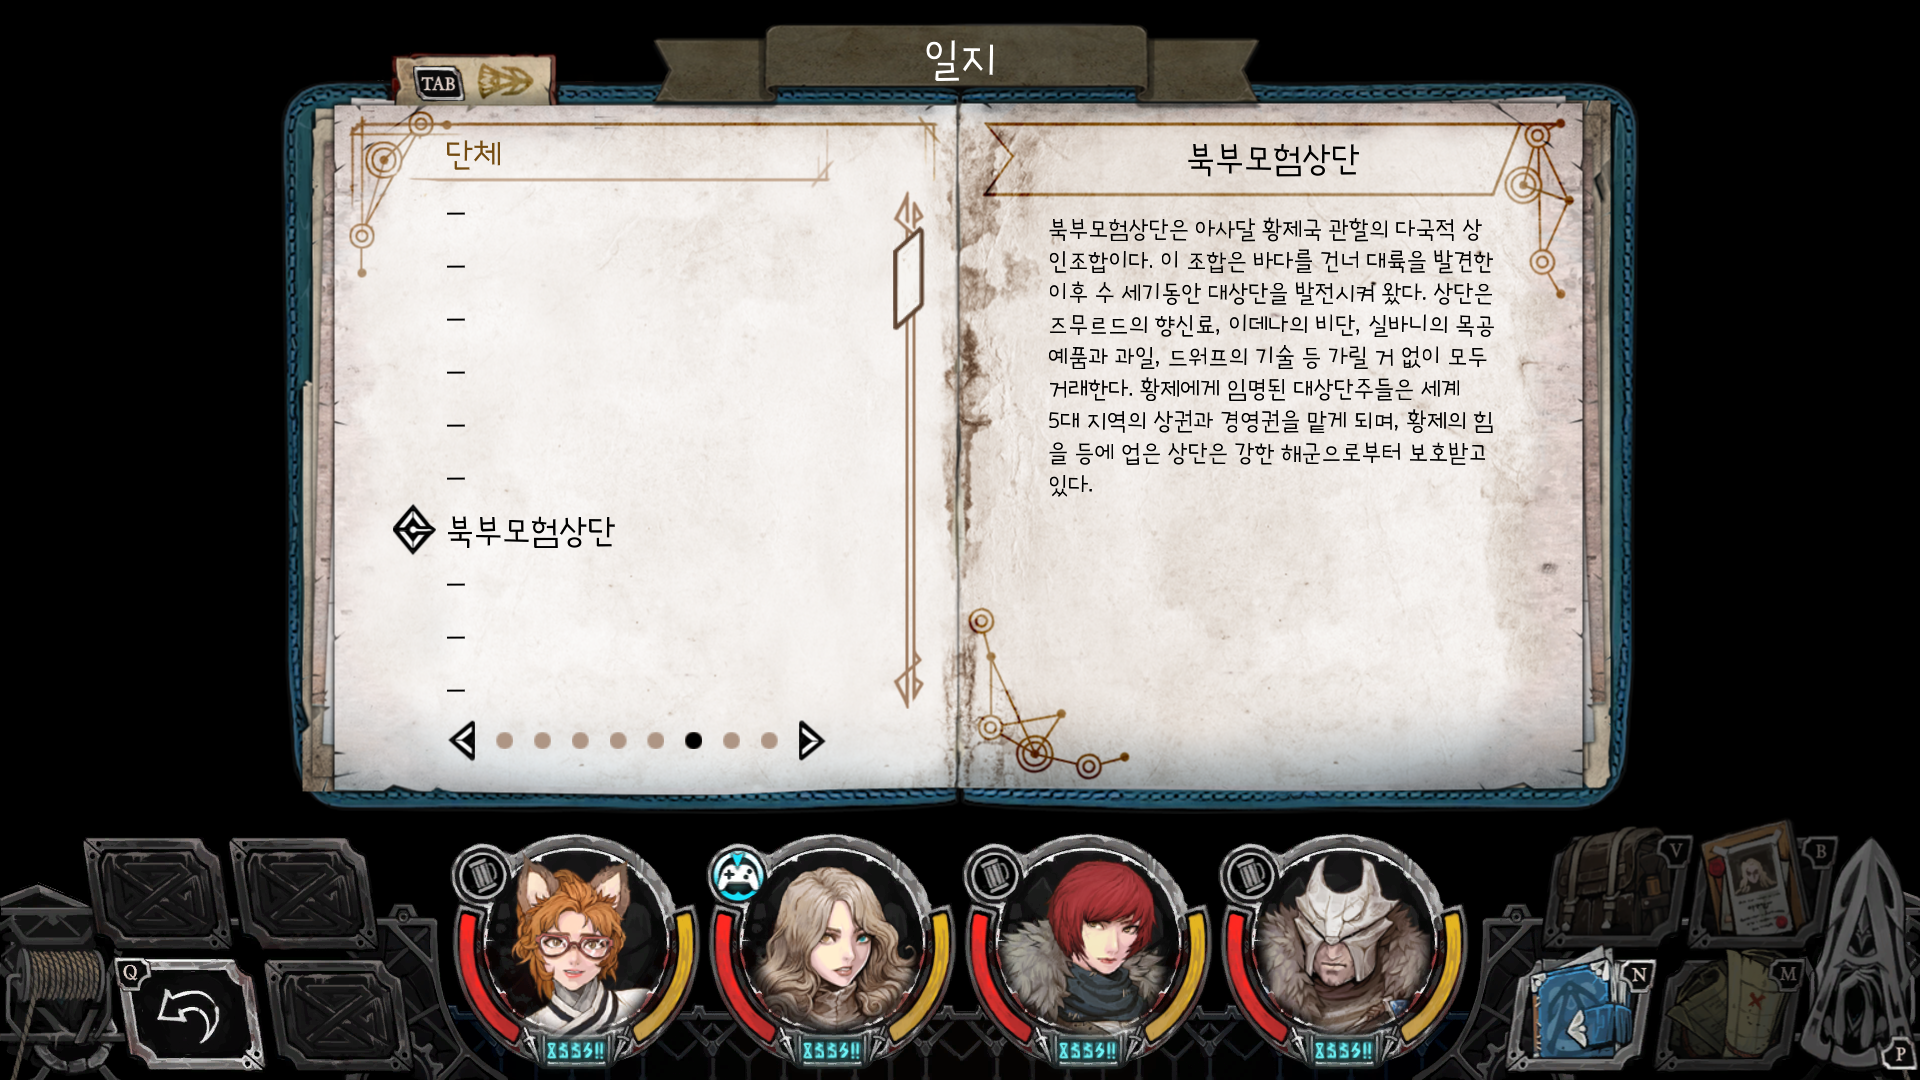 일지
TAB
단체
북부모험상단
북부모험상단
북부모험상단은 아사달 황제국 관할의 다국적 상
인조합이다. 이 조합은 바다를 건너 대륙을 발견한
이후 수 세기동안 대상단을 발전시켜 왔다. 상단은
즈무르드의 향신료, 이데나의 비단, 실바니의 목공
예품과 과일, 드워프의 기술 등 가릴 거 없이 모두
거래한다. 황제에게 임명된 대상단주들은 세계
5대 지역의 상권과 경영권을 맡게 되며, 황제의 힘
을 등에 업은 상단은 강한 해군으로부터 보호받고
있다.
V
B
Q
N
M
P